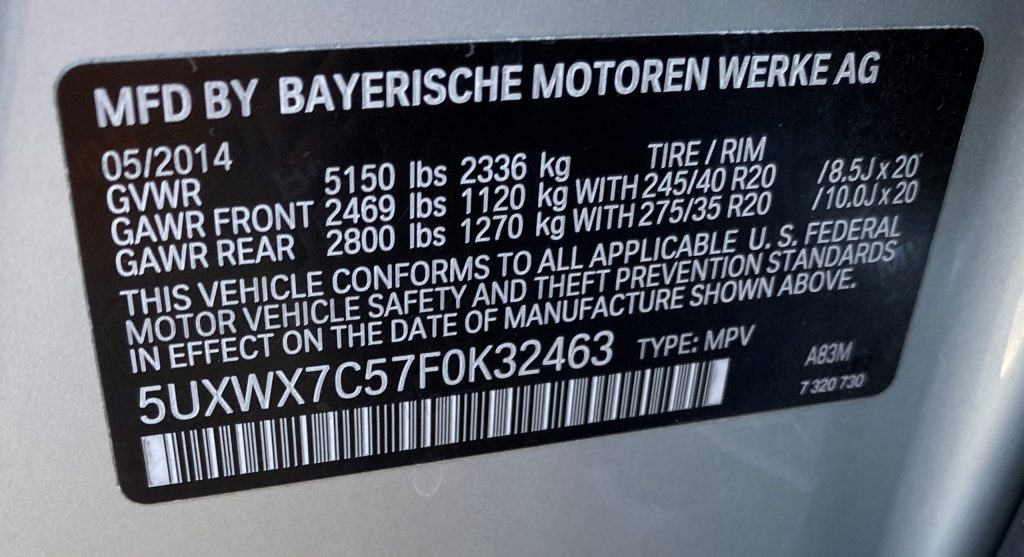 MFD BY BAYERISCHE MOTOREN WERKE AG
05/2014 TIRE / RIM
GVWR 5150 lbs 2336 kg
GAWR FRONT 2469 lbs 1120 kg WITH 245/40 R20 /8.5J x 20
GAWR REAR 2800 lbs 1270 kg WITH 275/35 R20 /10.0J x 20
THIS VEHICLE CONFORMS TO ALL APPLICABLE U. S. FEDERAL
MOTOR VEHICLE SAFETY AND THEFT PREVENTION STANDARDS
IN EFFECT ON THE DATE OF MANUFACTURE SHOWN ABOVE.
5UXWX7C57F0K32463 TYPE: MPV A83M
7 320 730